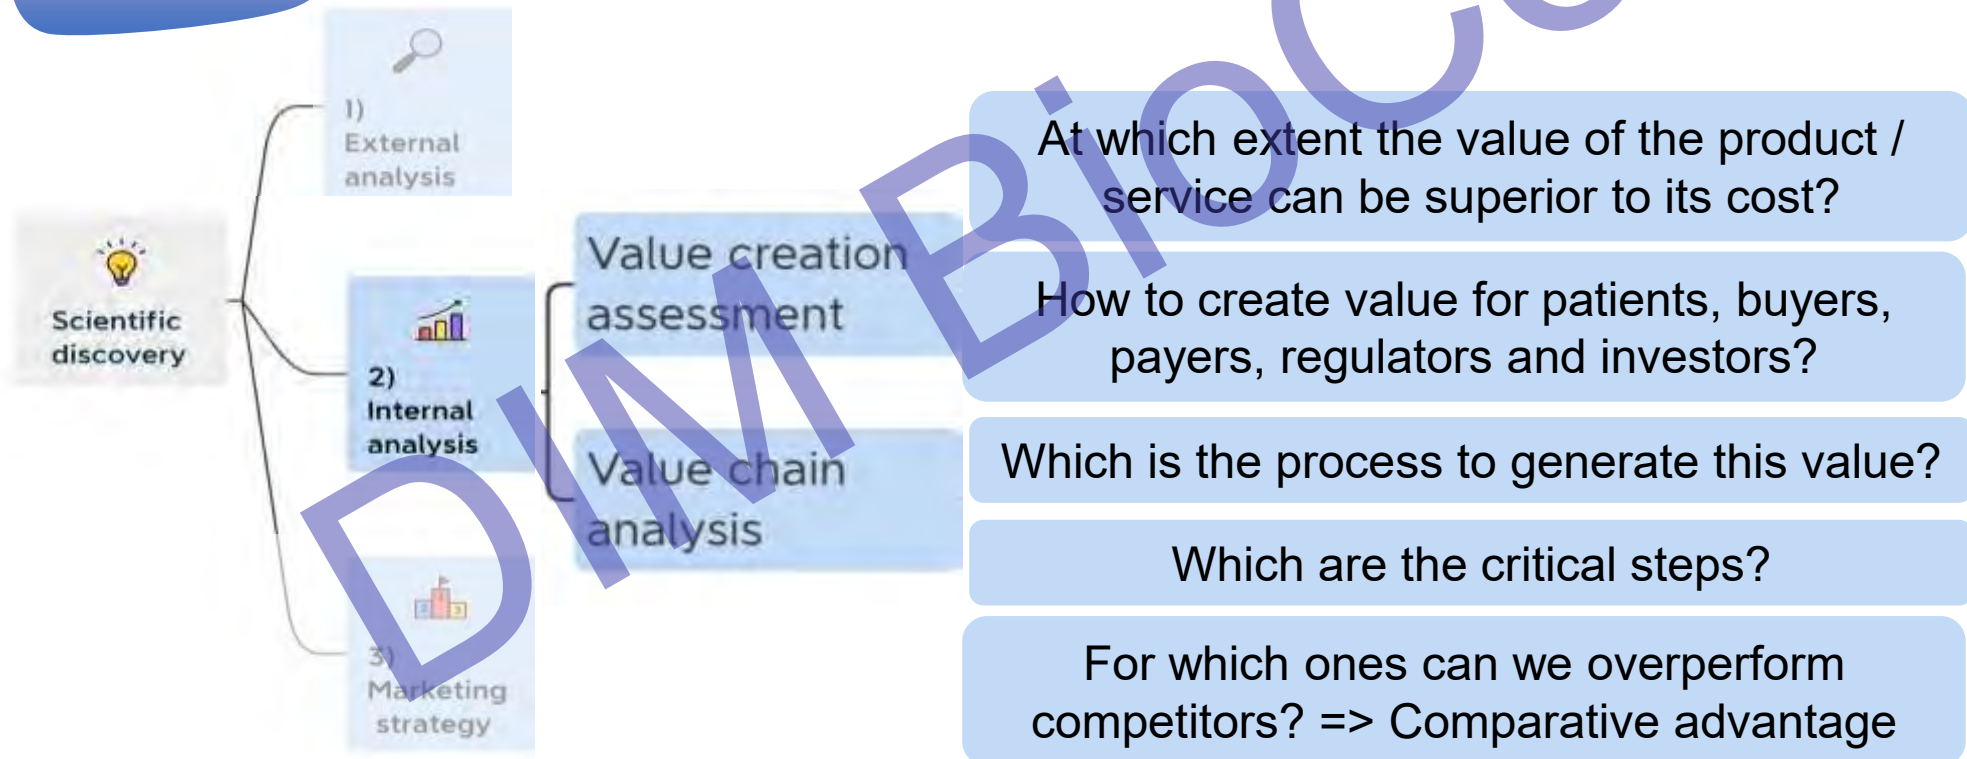 1)
External
analysis
Scientific
discovery
2)
Internal
analysis
3)
Marketing
strategy
Value creation
assessment
Value chain
analysis
At which extent the value of the product /
service can be superior to its cost?
How to create value for patients, buyers,
payers, regulators and investors?
Which is the process to generate this value?
Which are the critical steps?
For which ones can we overperform
competitors? => Comparative advantage
DIM BioC